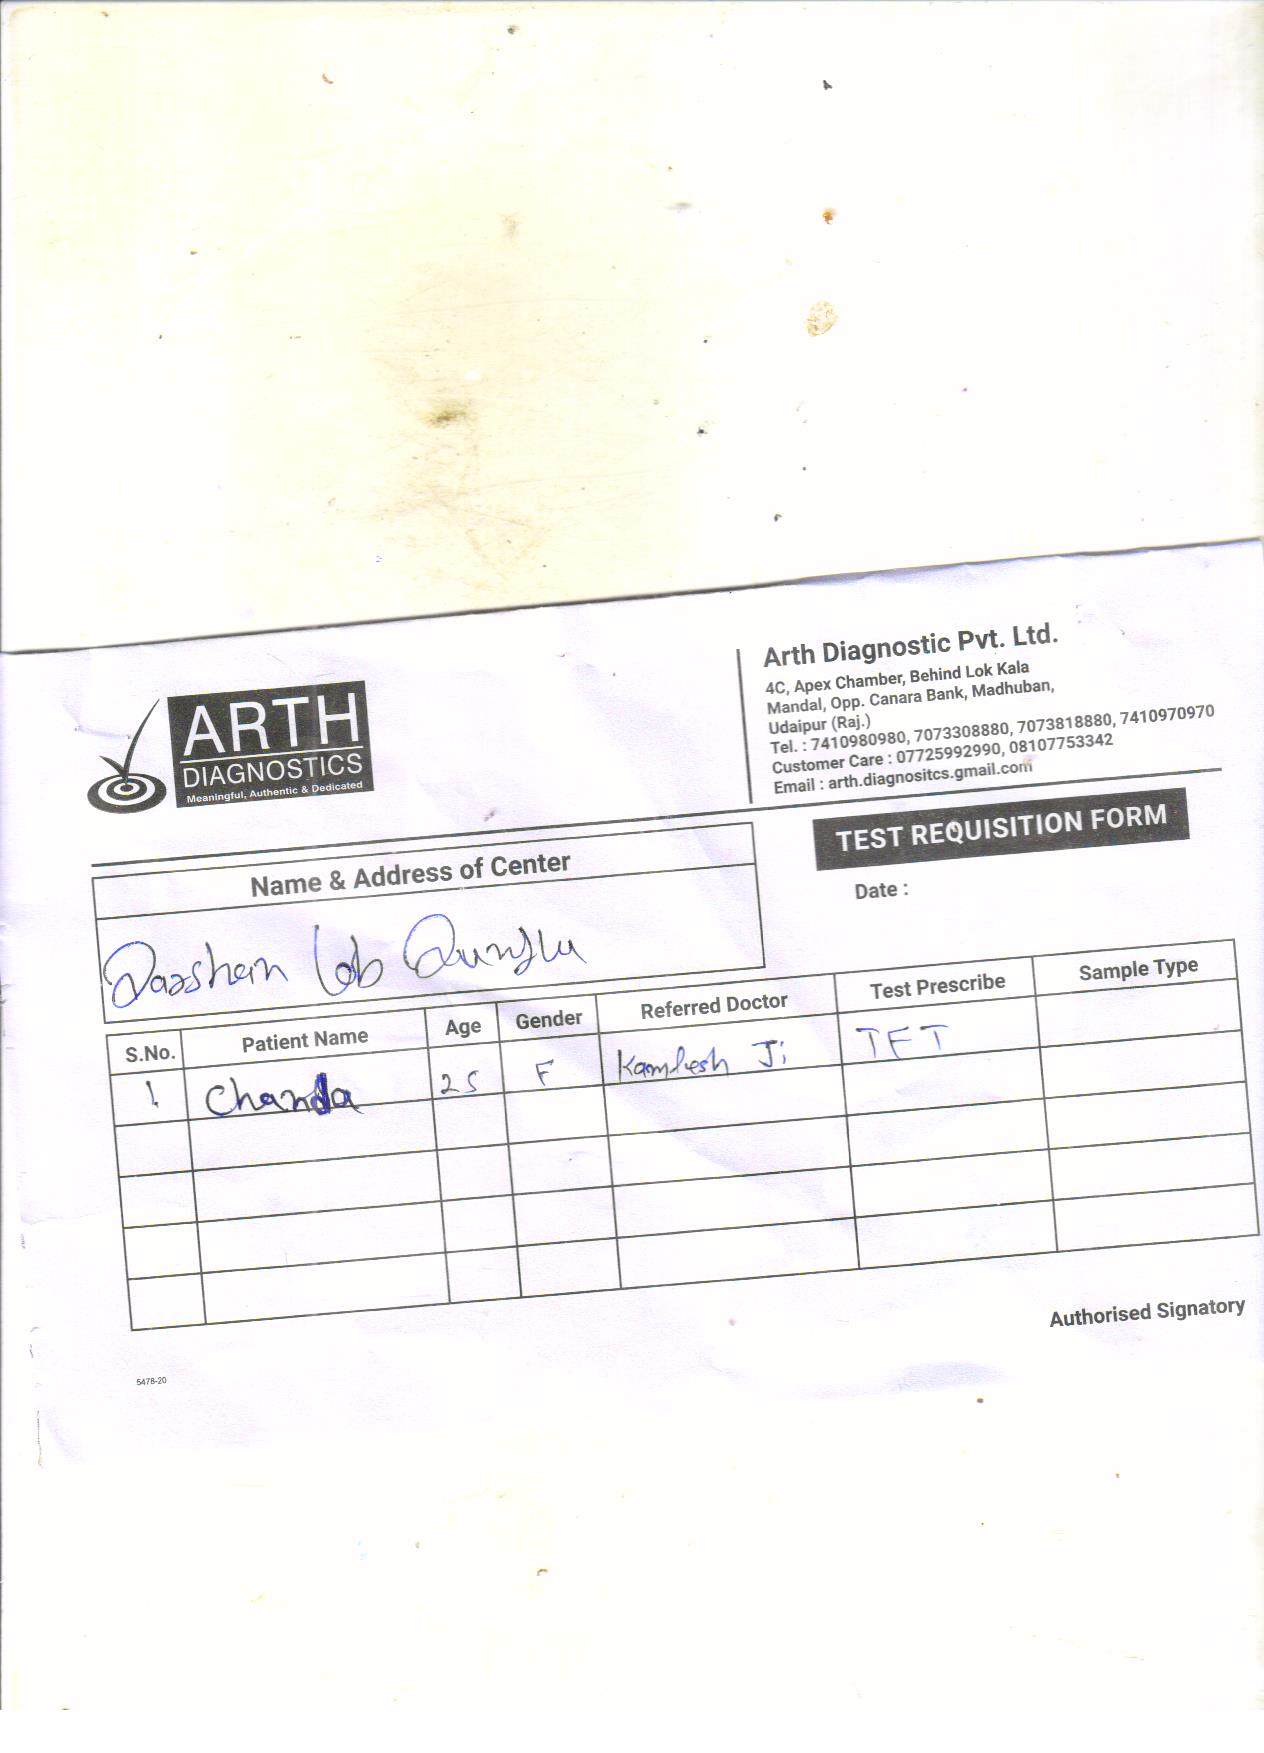 ARTH
DIAGNOSTICS
Meaningful, Authentic & Dedicated
Arth Diagnostic Pvt. Ltd.
4C, Apex Chamber, Behind Lok Kala
Mandal, Opp. Canara Bank, Madhuban,
Udaipur (Raj.)
Tel. : 7410980980, 7073308880, 7073818880, 7410970970
Customer Care : 07725992990, 08107753342
Email : arth.diagnositcs.gmail.com
TEST REQUISITION FORM
Date :
Name & Address of Center
Lab
S.No. Patient Name Age Gender Referred Doctor Test Prescribe Sample Type
1. Chanda 25 F Kamlesh Ji TFT
Authorised Signatory
5478-20